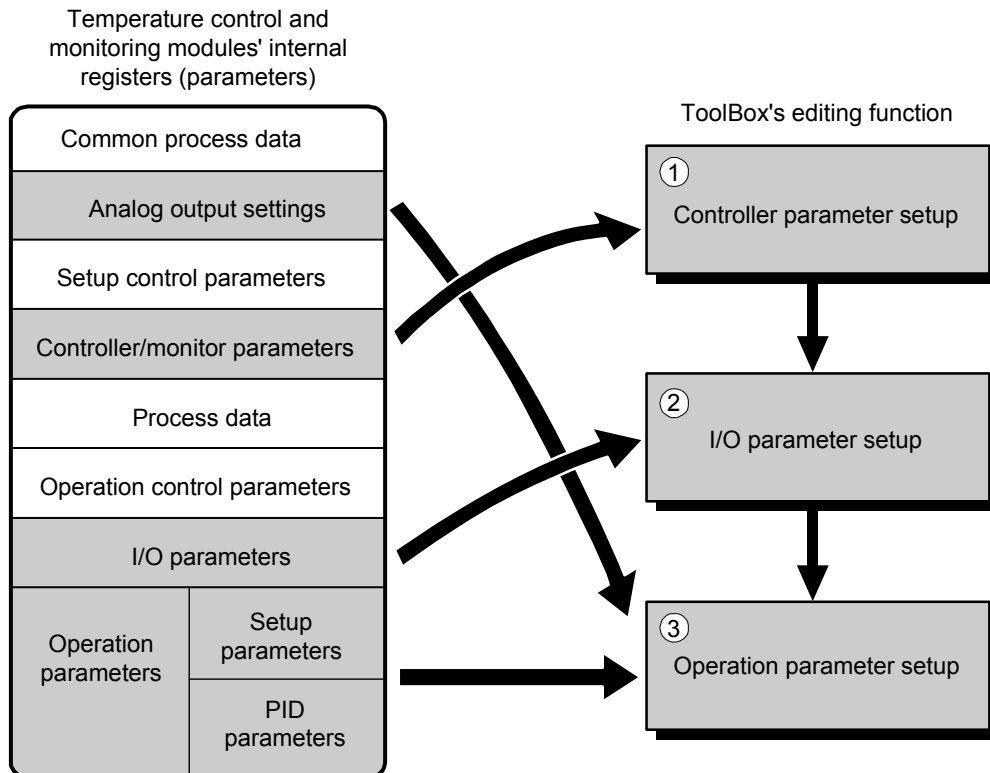 Temperature control and
monitoring modules' internal
registers (parameters)
Common process data
Analog output settings
Setup control parameters
Controller/monitor parameters
Process data
Operation control parameters
I/O parameters
Operation
parameters
Setup
parameters
PID
parameters
ToolBox's editing function
1
Controller parameter setup
2
I/O parameter setup
3
Operation parameter setup